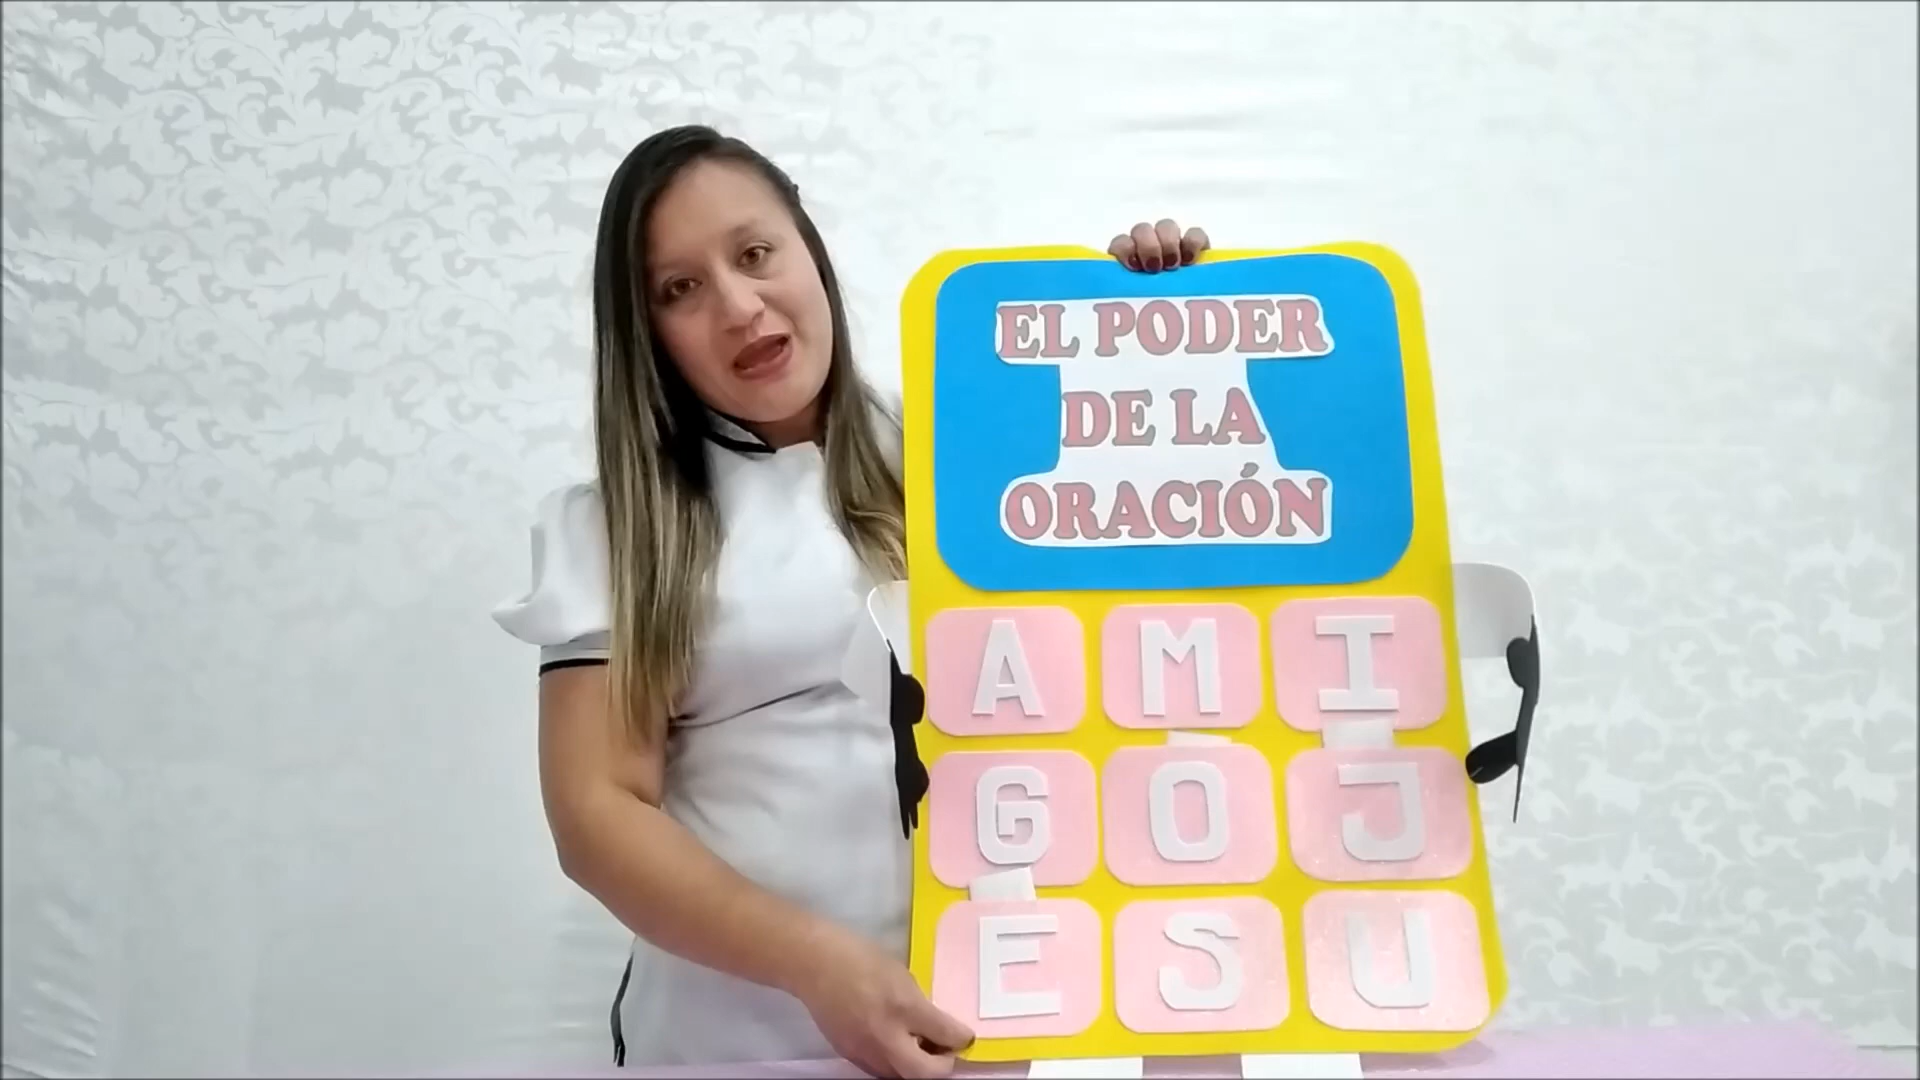 EL PODER
DE LA
ORACIÓN
A M I
G O J
E S U